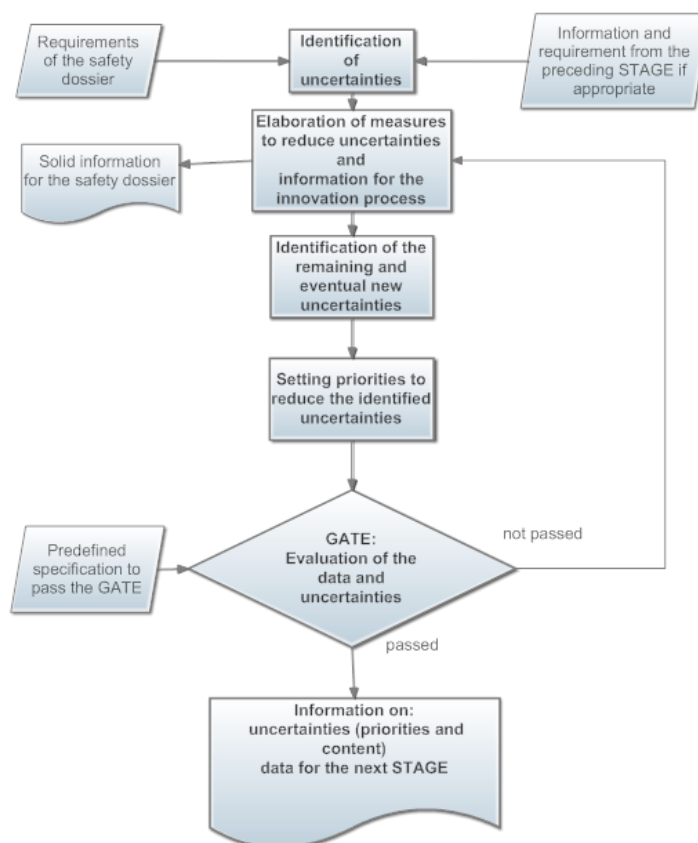 Requirements
of the safety
dossier
Identification
of
uncertainties
Information and
requirement from the
preceding STAGE if
appropriate
Elaboration of measures
to reduce uncertainties
and
information for the
innovation process
Solid information
for the safety dossier
Identification of the
remaining and
eventual new
uncertainties
Setting priorities to
reduce the identified
uncertainties
GATE:
Evaluation of the
data and
uncertainties
not passed
Predefined
specification to
pass the GATE
passed
Information on:
uncertainties (priorities and
content)
data for the next STAGE